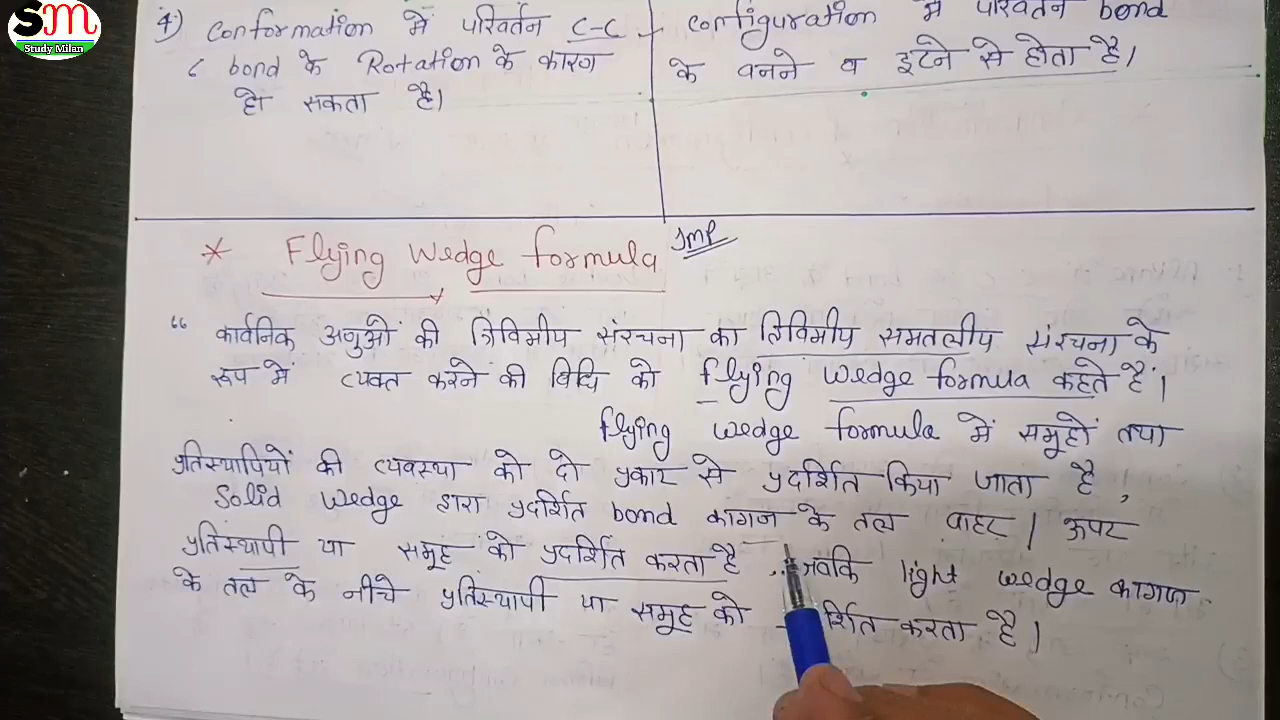 SM
Study Milan
4) Conformation में परिवर्तन C-C
bond के Rotation के कारण
हो सकता है।
Configuration में परिवर्तन bond
के बनने व टूटने से होता है।
* Flying Wedge formula Imp
“ कार्बनिक अणुओं की त्रिविमीय संरचना का त्रिविमीय समतलीय संरचना के
रूप में व्यक्त करने की विधि को flying wedge formula कहते हैं।
flying wedge formula में समूहों तथा
प्रतिस्थापियों की व्यवस्था को दो प्रकार से प्रदर्शित किया जाता है,
Solid Wedge द्वारा प्रदर्शित bond कागज के तल बाहर / ऊपर
प्रतिस्थापी या समूह को प्रदर्शित करता है, जबकि light wedge कागज
के तल के नीचे प्रतिस्थापी या समूह को र्शित करता है।